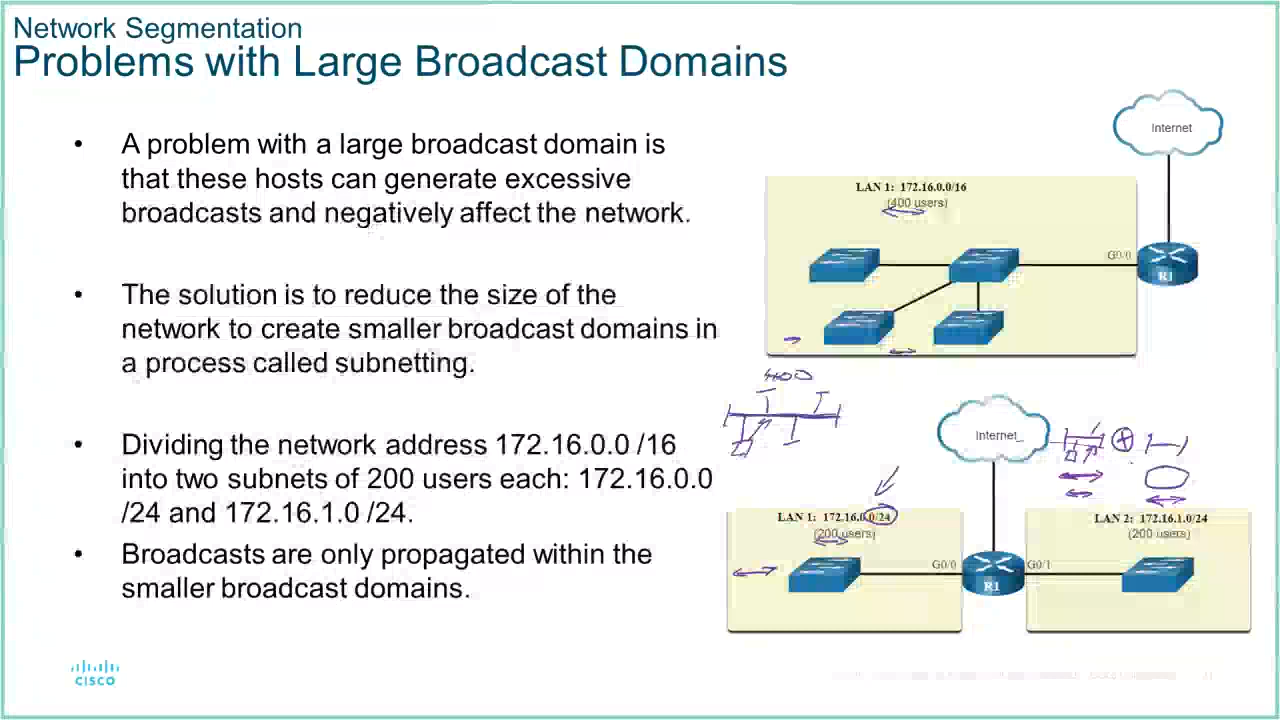 Network Segmentation
Problems with Large Broadcast Domains
• A problem with a large broadcast domain is
that these hosts can generate excessive
broadcasts and negatively affect the network.
• The solution is to reduce the size of the
network to create smaller broadcast domains in
a process called subnetting.
• Dividing the network address 172.16.0.0 /16
into two subnets of 200 users each: 172.16.0.0
/24 and 172.16.1.0 /24.
• Broadcasts are only propagated within the
smaller broadcast domains.
Internet
LAN 1: 172.16.0.0/16
(400 users)
G0/0
R1
400
Internet
LAN 1: 172.16.0.0/24
(200 users)
G0/0
R1
G0/1
LAN 2: 172.16.1.0/24
(200 users)
CISCO